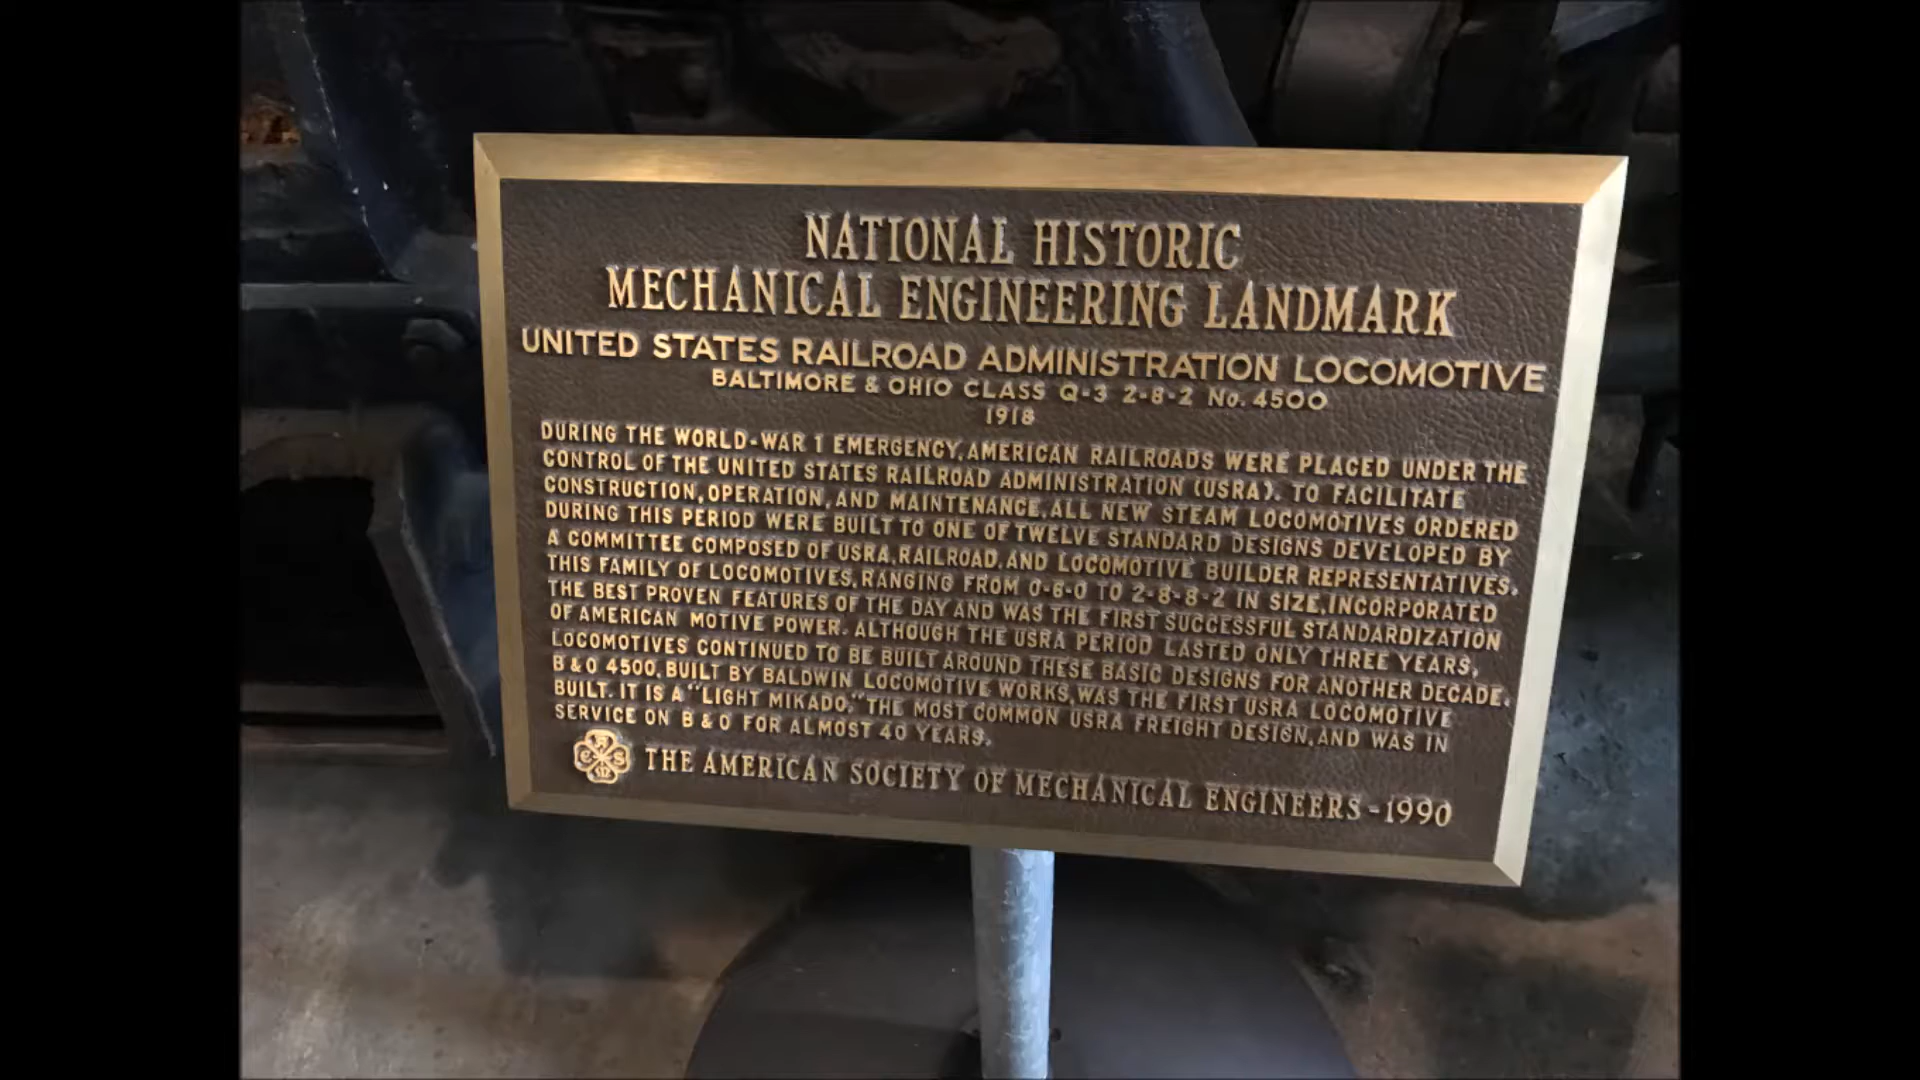 NATIONAL HISTORIC
MECHANICAL ENGINEERING LANDMARK
UNITED STATES RAILROAD ADMINISTRATION LOCOMOTIVE
BALTIMORE & OHIO CLASS Q-3 2-8-2 No. 4500
1918
DURING THE WORLD-WAR 1 EMERGENCY, AMERICAN RAILROADS WERE PLACED UNDER THE
CONTROL OF THE UNITED STATES RAILROAD ADMINISTRATION (USRA). TO FACILITATE
CONSTRUCTION, OPERATION, AND MAINTENANCE, ALL NEW STEAM LOCOMOTIVES ORDERED
DURING THIS PERIOD WERE BUILT TO ONE OF TWELVE STANDARD DESIGNS DEVELOPED BY
A COMMITTEE COMPOSED OF USRA, RAILROAD, AND LOCOMOTIVE BUILDER REPRESENTATIVES.
THIS FAMILY OF LOCOMOTIVES, RANGING FROM 0-6-0 TO 2-8-8-2 IN SIZE, INCORPORATED
THE BEST PROVEN FEATURES OF THE DAY AND WAS THE FIRST SUCCESSFUL STANDARDIZATION
OF AMERICAN MOTIVE POWER. ALTHOUGH THE USRA PERIOD LASTED ONLY THREE YEARS,
LOCOMOTIVES CONTINUED TO BE BUILT AROUND THESE BASIC DESIGNS FOR ANOTHER DECADE.
B & O 4500, BUILT BY BALDWIN LOCOMOTIVE WORKS, WAS THE FIRST USRA LOCOMOTIVE
BUILT. IT IS A "LIGHT MIKADO," THE MOST COMMON USRA FREIGHT DESIGN, AND WAS IN
SERVICE ON B & O FOR ALMOST 40 YEARS.
THE AMERICAN SOCIETY OF MECHANICAL ENGINEERS - 1990